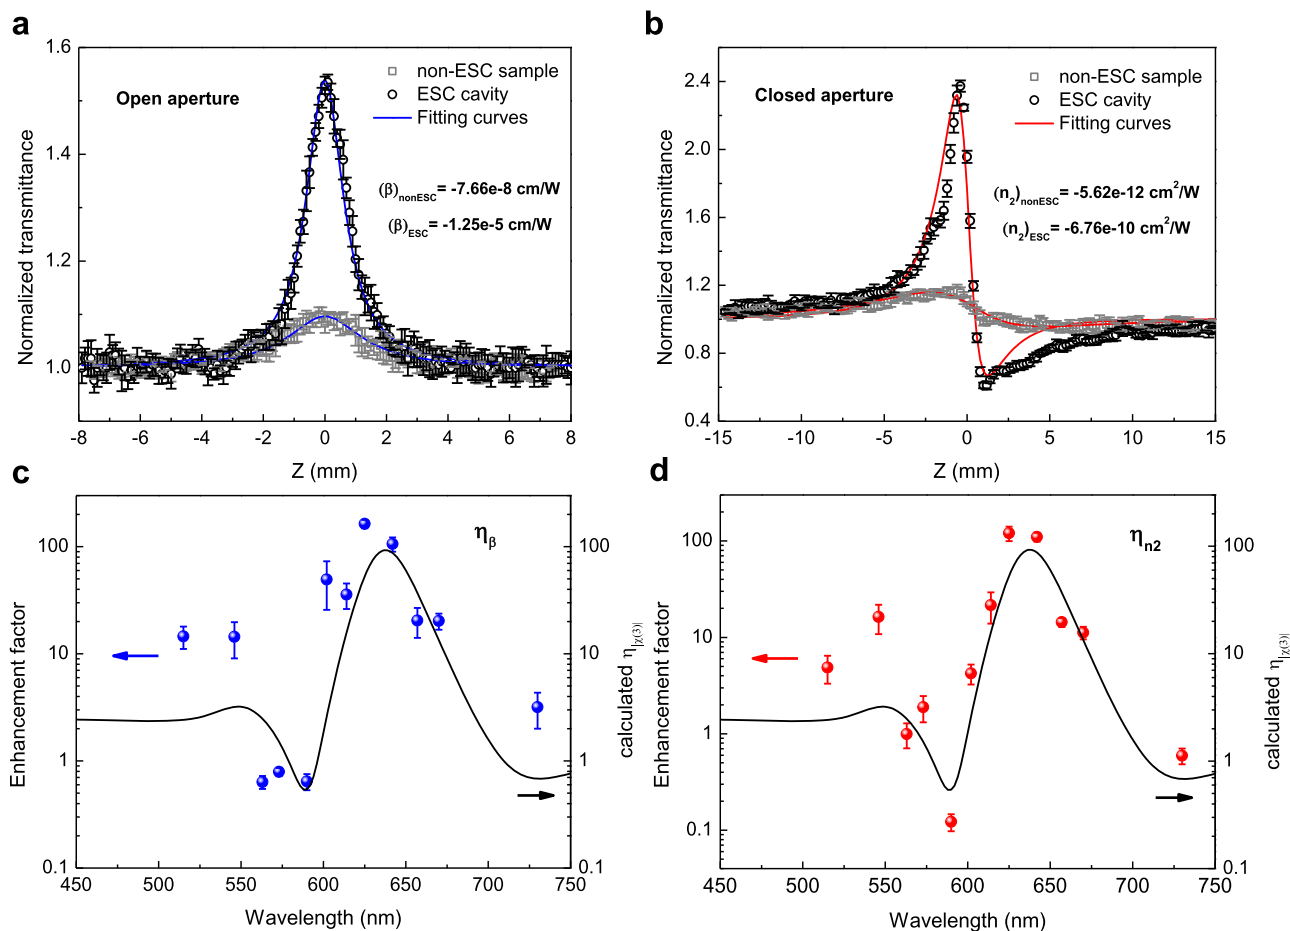 a
Open aperture
non-ESC sample
ESC cavity
Fitting curves
(β)nonESC= -7.66e-8 cm/W
(β)ESC= -1.25e-5 cm/W
Normalized transmittance
1.6
1.5
1.4
1.3
1.2
1.1
1.0
-8 -6 -4 -2 0 2 4 6 8
Z (mm)
b
Closed aperture
non-ESC sample
ESC cavity
Fitting curves
(n2)nonESC= -5.62e-12 cm2/W
(n2)ESC= -6.76e-10 cm2/W
Normalized transmittance
2.4
2.0
1.6
1.2
0.8
0.4
-15 -10 -5 0 5 10 15
Z (mm)
c
ηβ
Enhancement factor
100
10
1
0.1
450 500 550 600 650 700 750
Wavelength (nm)
100
10
1
0.1
calculated η|χ(3)|
d
ηn2
Enhancement factor
100
10
1
0.1
450 500 550 600 650 700 750
Wavelength (nm)
100
10
1
0.1
calculated η|χ(3)|